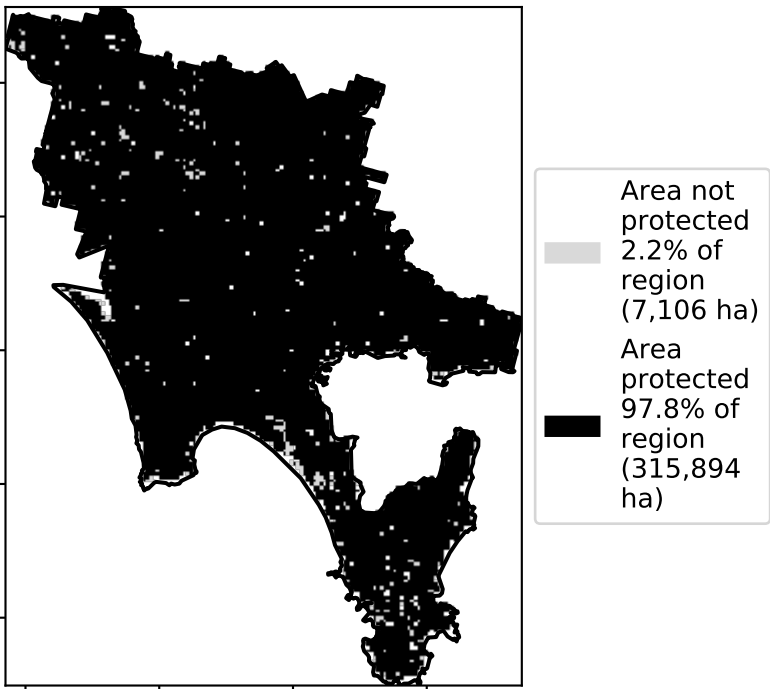 Area not
protected
2.2% of
region
(7,106 ha)
Area
protected
97.8% of
region
(315,894
ha)